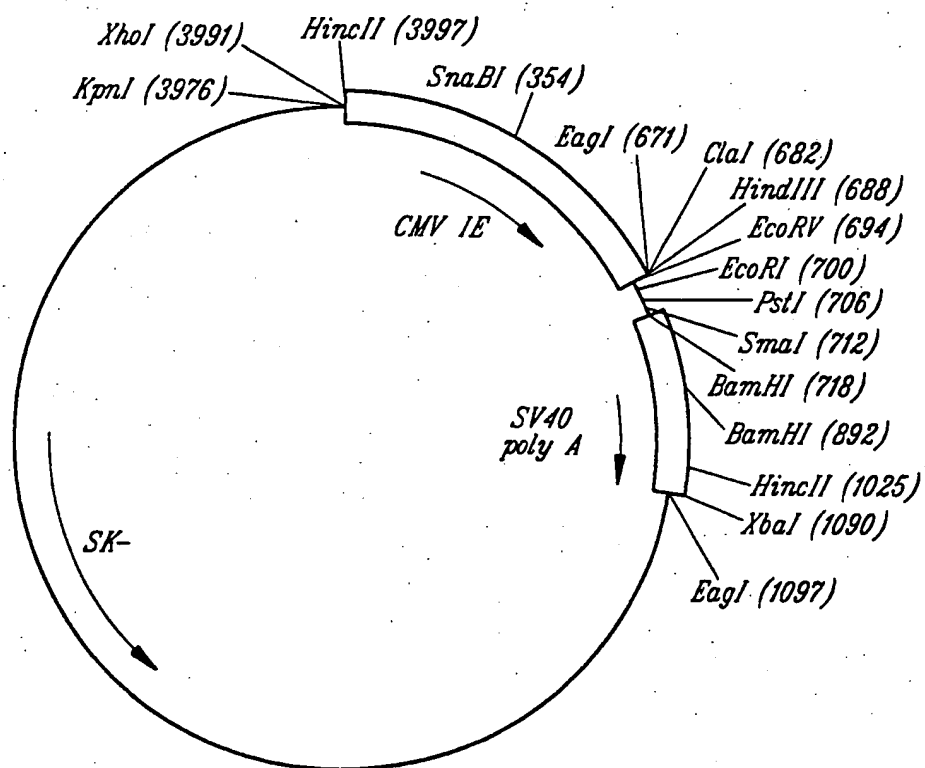 XhoI (3991)
HincII (3997)
KpnI (3976)
SnaBI (354)
EagI (671)
ClaI (682)
HindIII (688)
EcoRV (694)
EcoRI (700)
PstI (706)
SmaI (712)
BamHI (718)
BamHI (892)
HincII (1025)
XbaI (1090)
EagI (1097)
CMV IE
SV40
poly A
SK-